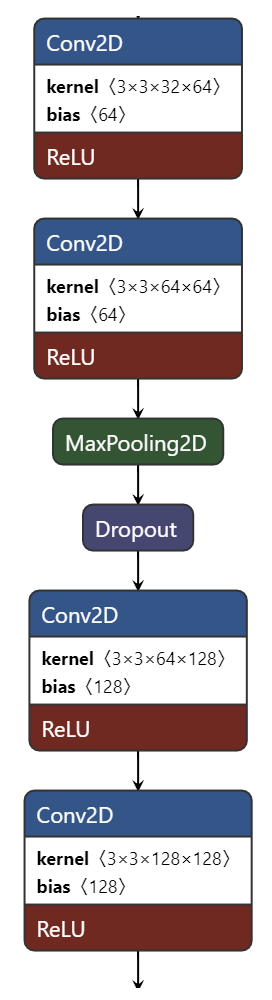 Conv2D
kernel〈3×3×32×64〉
bias〈64〉
ReLU
Conv2D
kernel〈3×3×64×64〉
bias〈64〉
ReLU
MaxPooling2D
Dropout
Conv2D
kernel〈3×3×64×128〉
bias〈128〉
ReLU
Conv2D
kernel〈3×3×128×128〉
bias〈128〉
ReLU